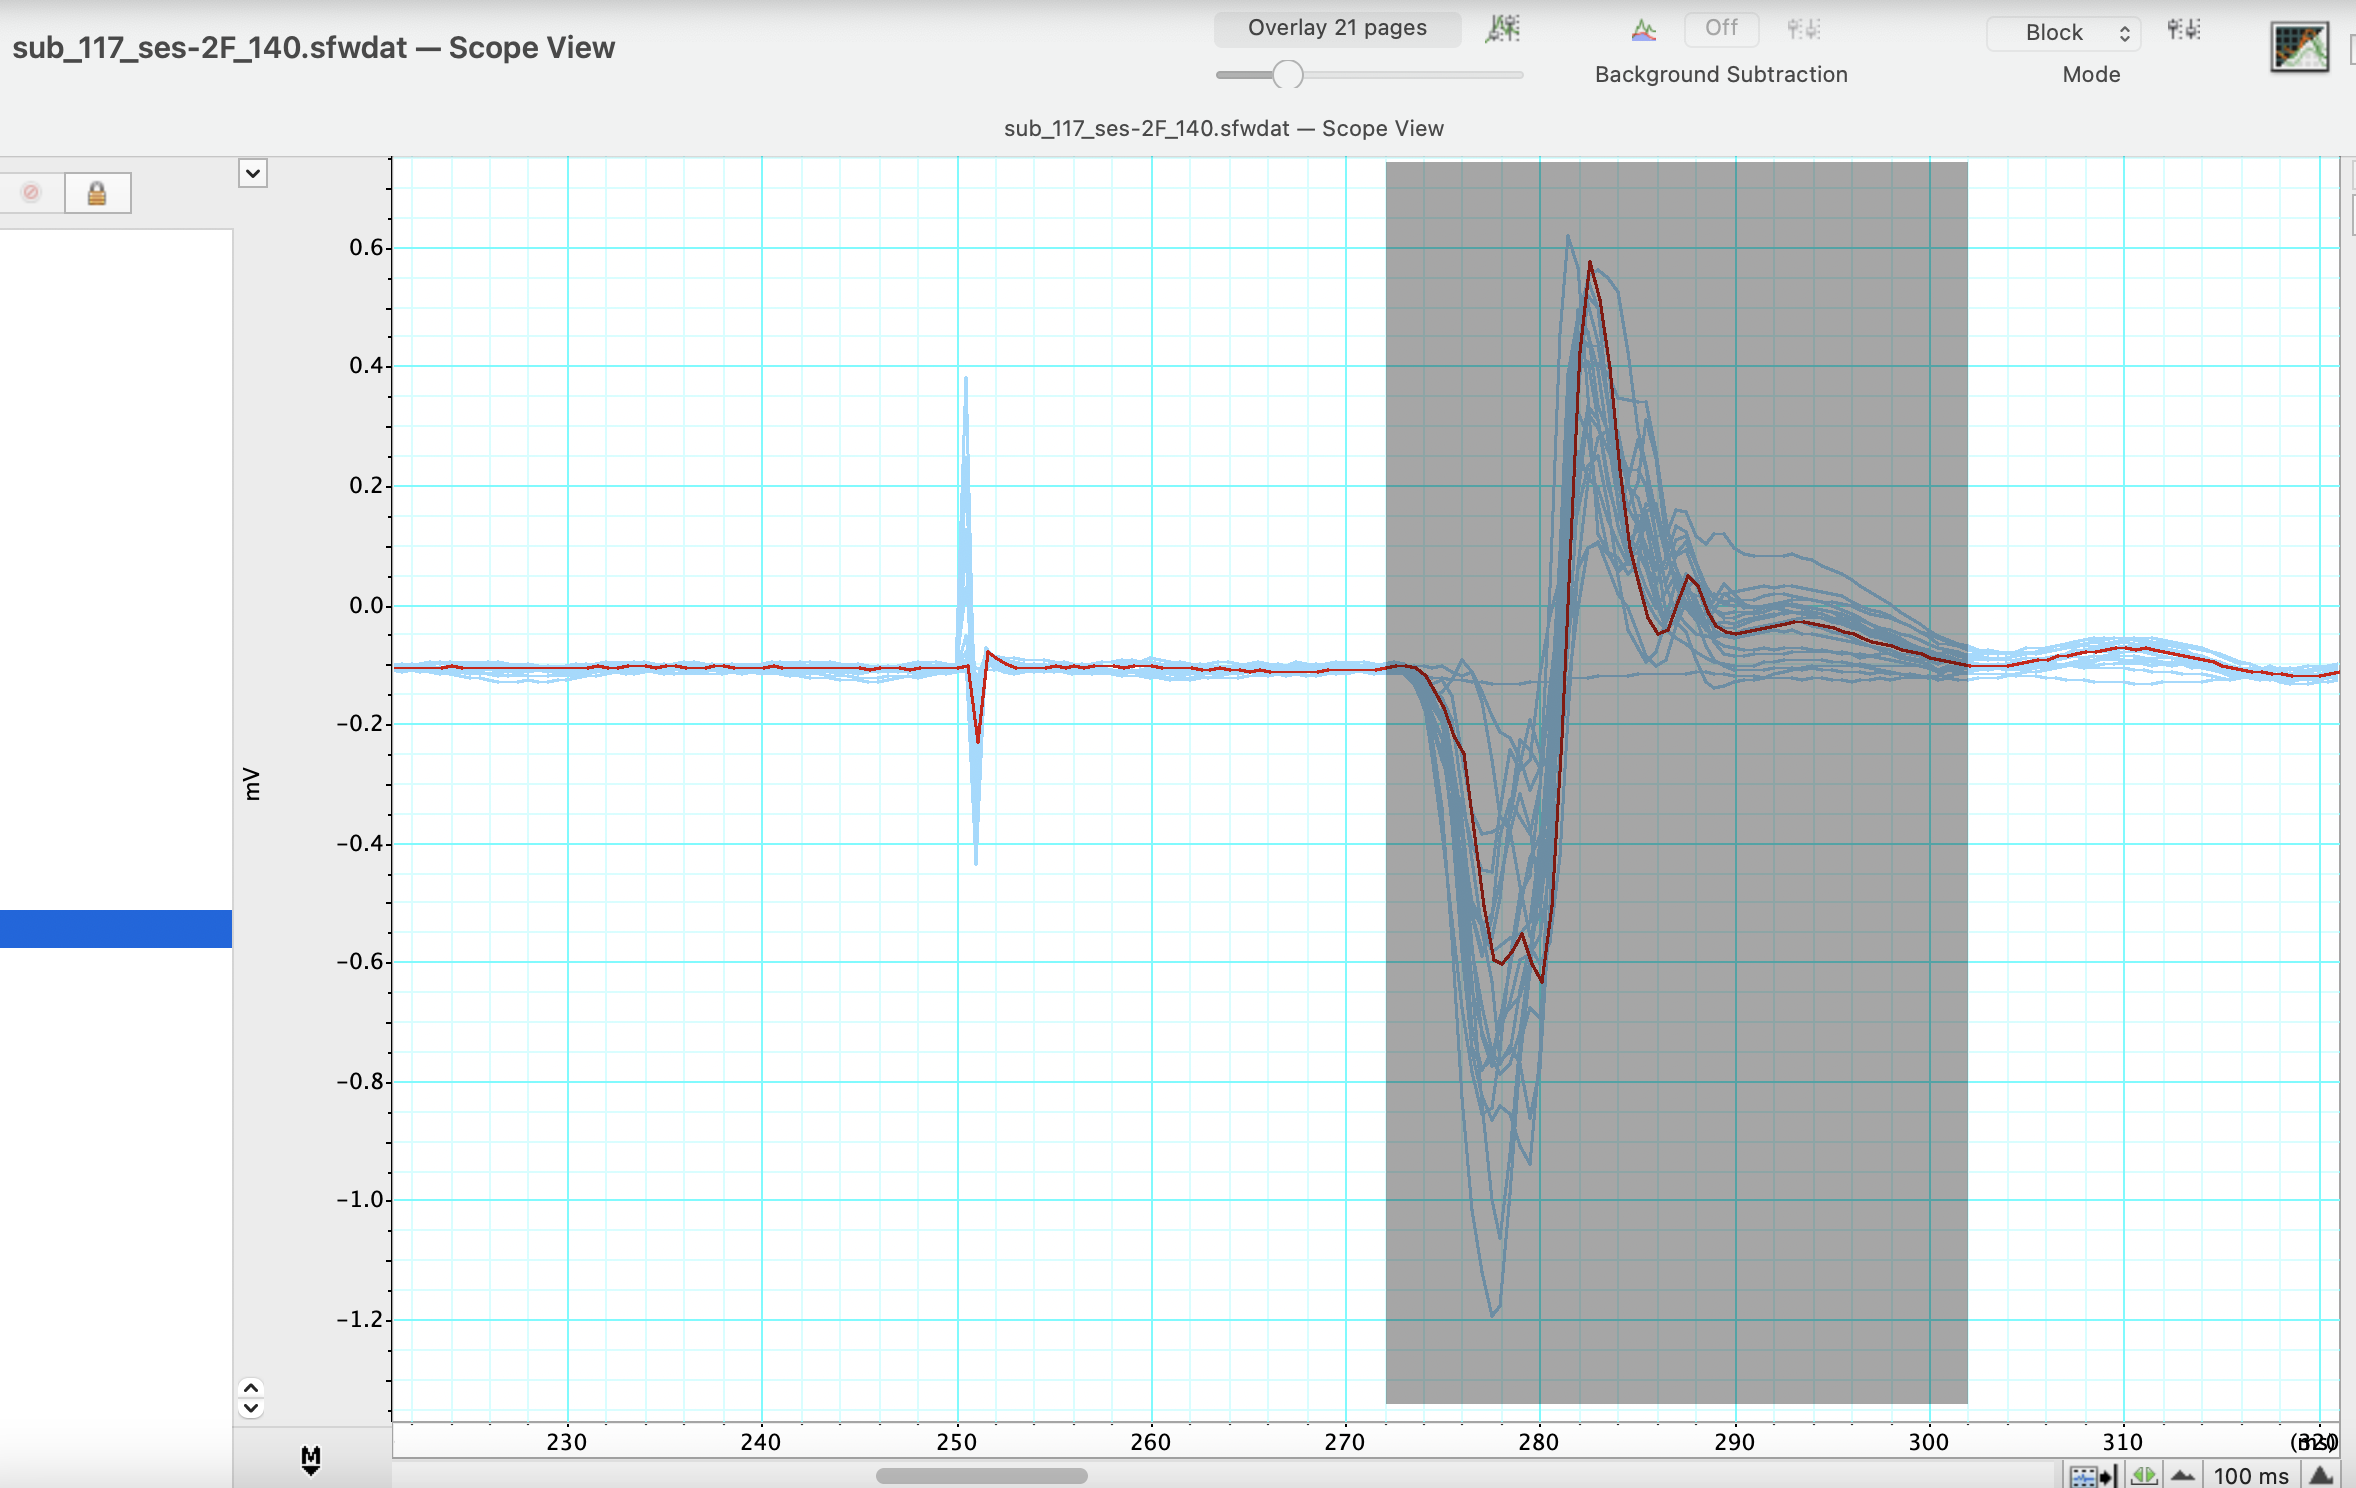 sub_117_ses-2F_140.sfwdat — Scope View
Overlay 21 pages
Off
Block
Background Subtraction
Mode
sub_117_ses-2F_140.sfwdat — Scope View
0.6
0.4
0.2
0.0
−0.2
mV
−0.4
−0.6
−0.8
−1.0
−1.2
230
240
250
260
270
280
290
300
310
320
(ms)
M
100 ms